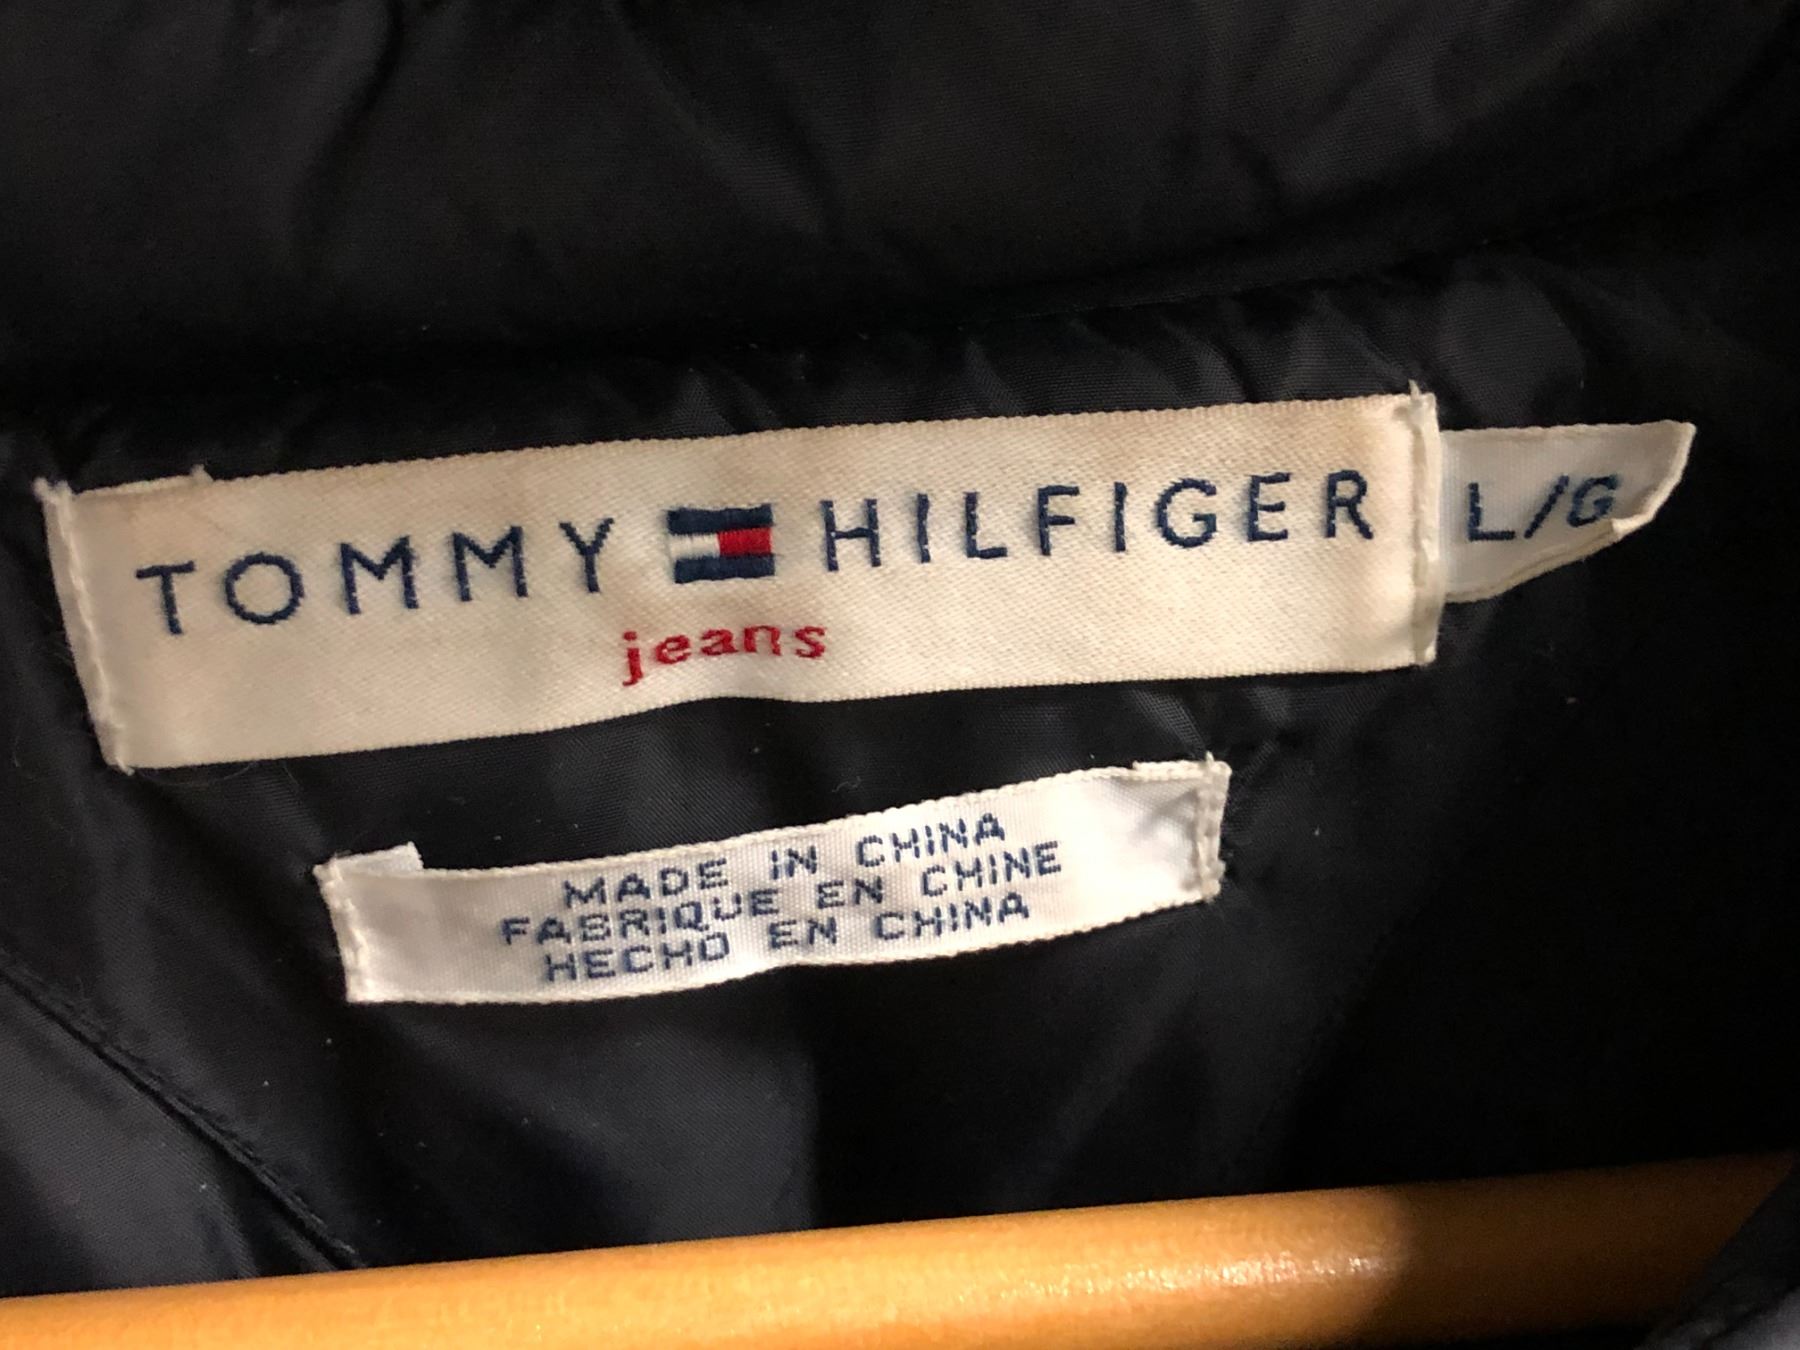 TOMMY HILFIGER
jeans
L/G
MADE IN CHINA
FABRIQUE EN CHINE
HECHO EN CHINA